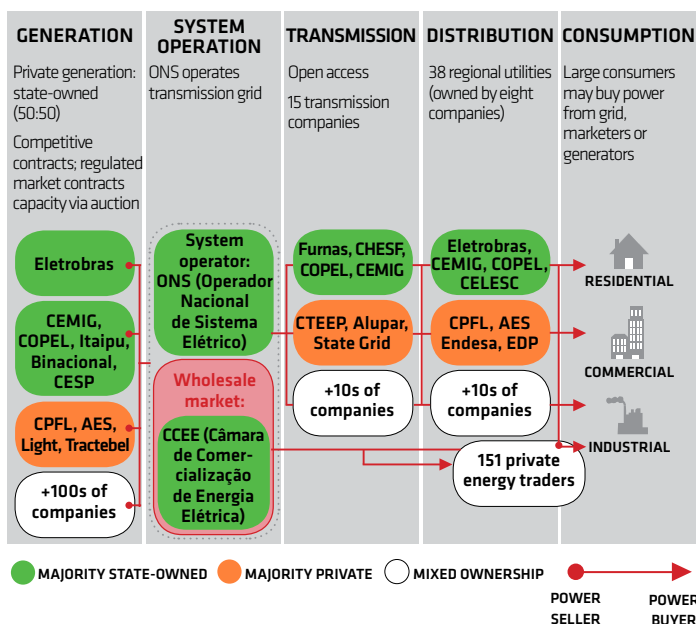 GENERATION
Private generation:
state-owned
(50:50)
Competitive
contracts; regulated
market contracts
capacity via auction
SYSTEM
OPERATION
ONS operates
transmission grid
TRANSMISSION
Open access
15 transmission
companies
DISTRIBUTION
38 regional utilities
(owned by eight
companies)
CONSUMPTION
Large consumers
may buy power
from grid,
marketers or
generators
Eletrobras
CEMIG,
COPEL, Itaipu,
Binacional,
CESP
CPFL, AES,
Light, Tractebel
+100s of
companies
System
operator:
ONS (Operador
Nacional
de Sistema
Elétrico)
Wholesale
market:
CCEE (Câmara
de Comer-
cialização
de Energia
Elétrica)
Furnas, CHESF,
COPEL, CEMIG
CTEEP, Alupar,
State Grid
+10s of
companies
Eletrobras,
CEMIG, COPEL,
CELESC
CPFL, AES
Endesa, EDP
+10s of
companies
151 private
energy traders
RESIDENTIAL
COMMERCIAL
INDUSTRIAL
MAJORITY STATE-OWNED
MAJORITY PRIVATE
MIXED OWNERSHIP
POWER
SELLER
POWER
BUYER